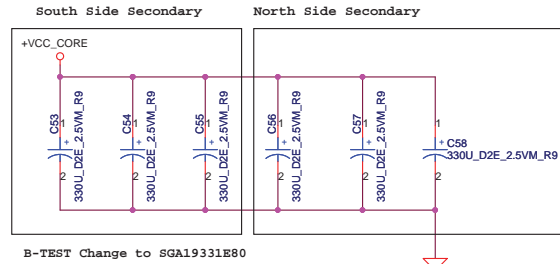 South Side Secondary
North Side Secondary
+VCC_CORE
C53
1
+
2
330U_D2E_2.5VM_R9
C54
1
+
2
330U_D2E_2.5VM_R9
C55
1
+
2
330U_D2E_2.5VM_R9
C56
1
+
2
330U_D2E_2.5VM_R9
C57
1
+
2
330U_D2E_2.5VM_R9
1
+
C58
330U_D2E_2.5VM_R9
2
B-TEST Change to SGA19331E80